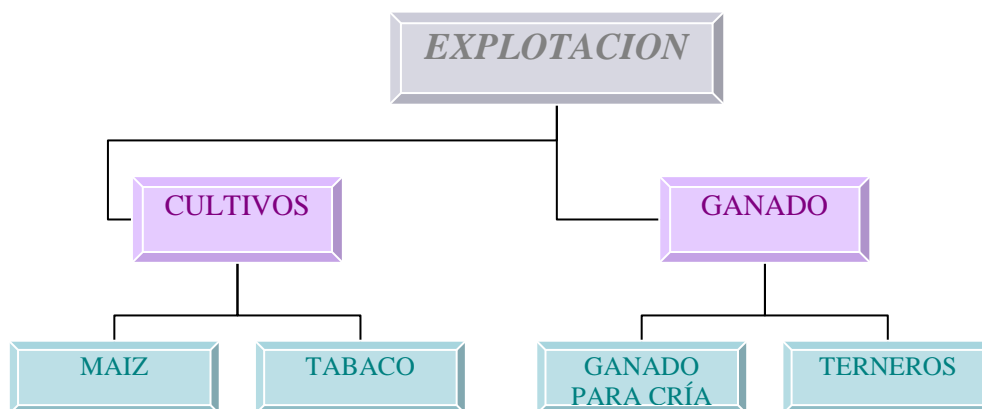 EXPLOTACION
CULTIVOS
GANADO
MAIZ
TABACO
GANADO
PARA CRÍA
TERNEROS